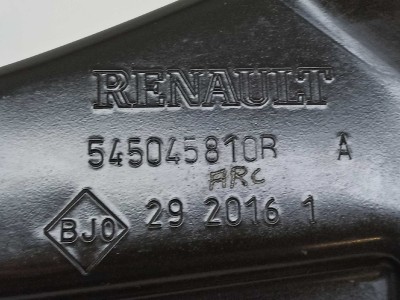 RENAULT
545045810R A
ARC
BJO 29 2016 1